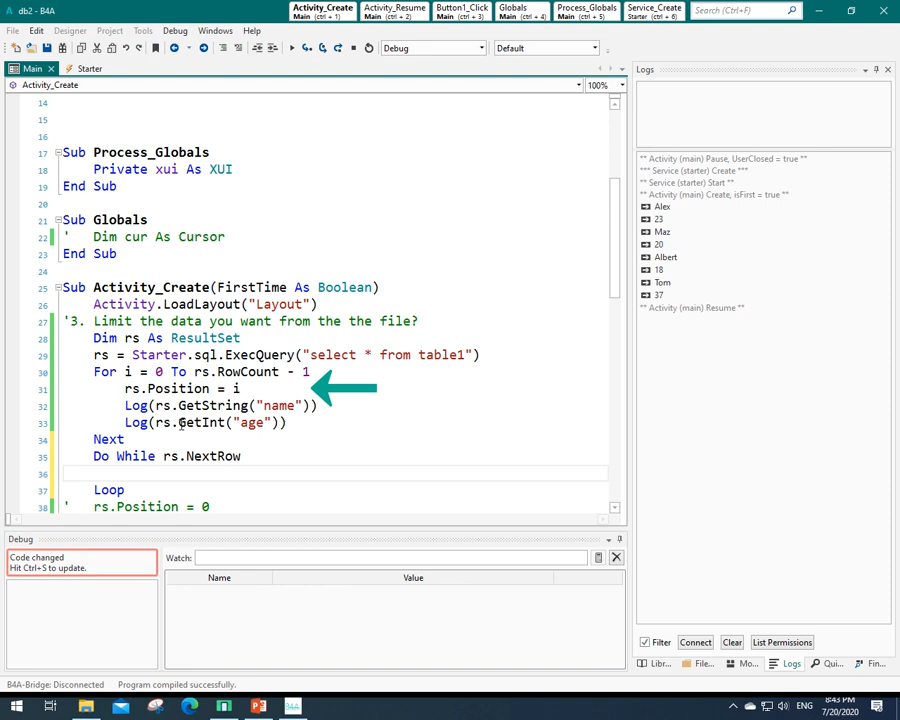 db2 - B4A
Activity_Create
Main (ctrl + 1)
Activity_Resume
Main (ctrl + 2)
Button1_Click
Main (ctrl + 3)
Globals
Main (ctrl + 4)
Process_Globals
Main (ctrl + 5)
Service_Create
Starter (ctrl + 6)
Search (Ctrl+F)
File Edit Designer Project Tools Debug Windows Help
Debug
Default
Main
Starter
Activity_Create
100%
14
15
16
17 Sub Process_Globals
18 Private xui As XUI
19 End Sub
20
21 Sub Globals
22 ' Dim cur As Cursor
23 End Sub
24
25 Sub Activity_Create(FirstTime As Boolean)
26 Activity.LoadLayout("Layout")
27 '3. Limit the data you want from the the file?
28 Dim rs As ResultSet
29 rs = Starter.sql.ExecQuery("select * from table1")
30 For i = 0 To rs.RowCount - 1
31 rs.Position = i
32 Log(rs.GetString("name"))
33 Log(rs.GetInt("age"))
34 Next
35 Do While rs.NextRow
36
37 Loop
38 ' rs.Position = 0
Logs
** Activity (main) Pause, UserClosed = true **
*** Service (starter) Create ***
** Service (starter) Start **
** Activity (main) Create, isFirst = true **
Alex
23
Maz
20
Albert
18
Tom
37
** Activity (main) Resume **
Filter Connect Clear List Permissions
Libr... File... Mo... Logs Qui... Fin...
Debug
Code changed
Hit Ctrl+S to update.
Watch:
Name Value
B4A-Bridge: Disconnected Program compiled successfully.
B4A
ENG
8:43 PM
7/20/2020